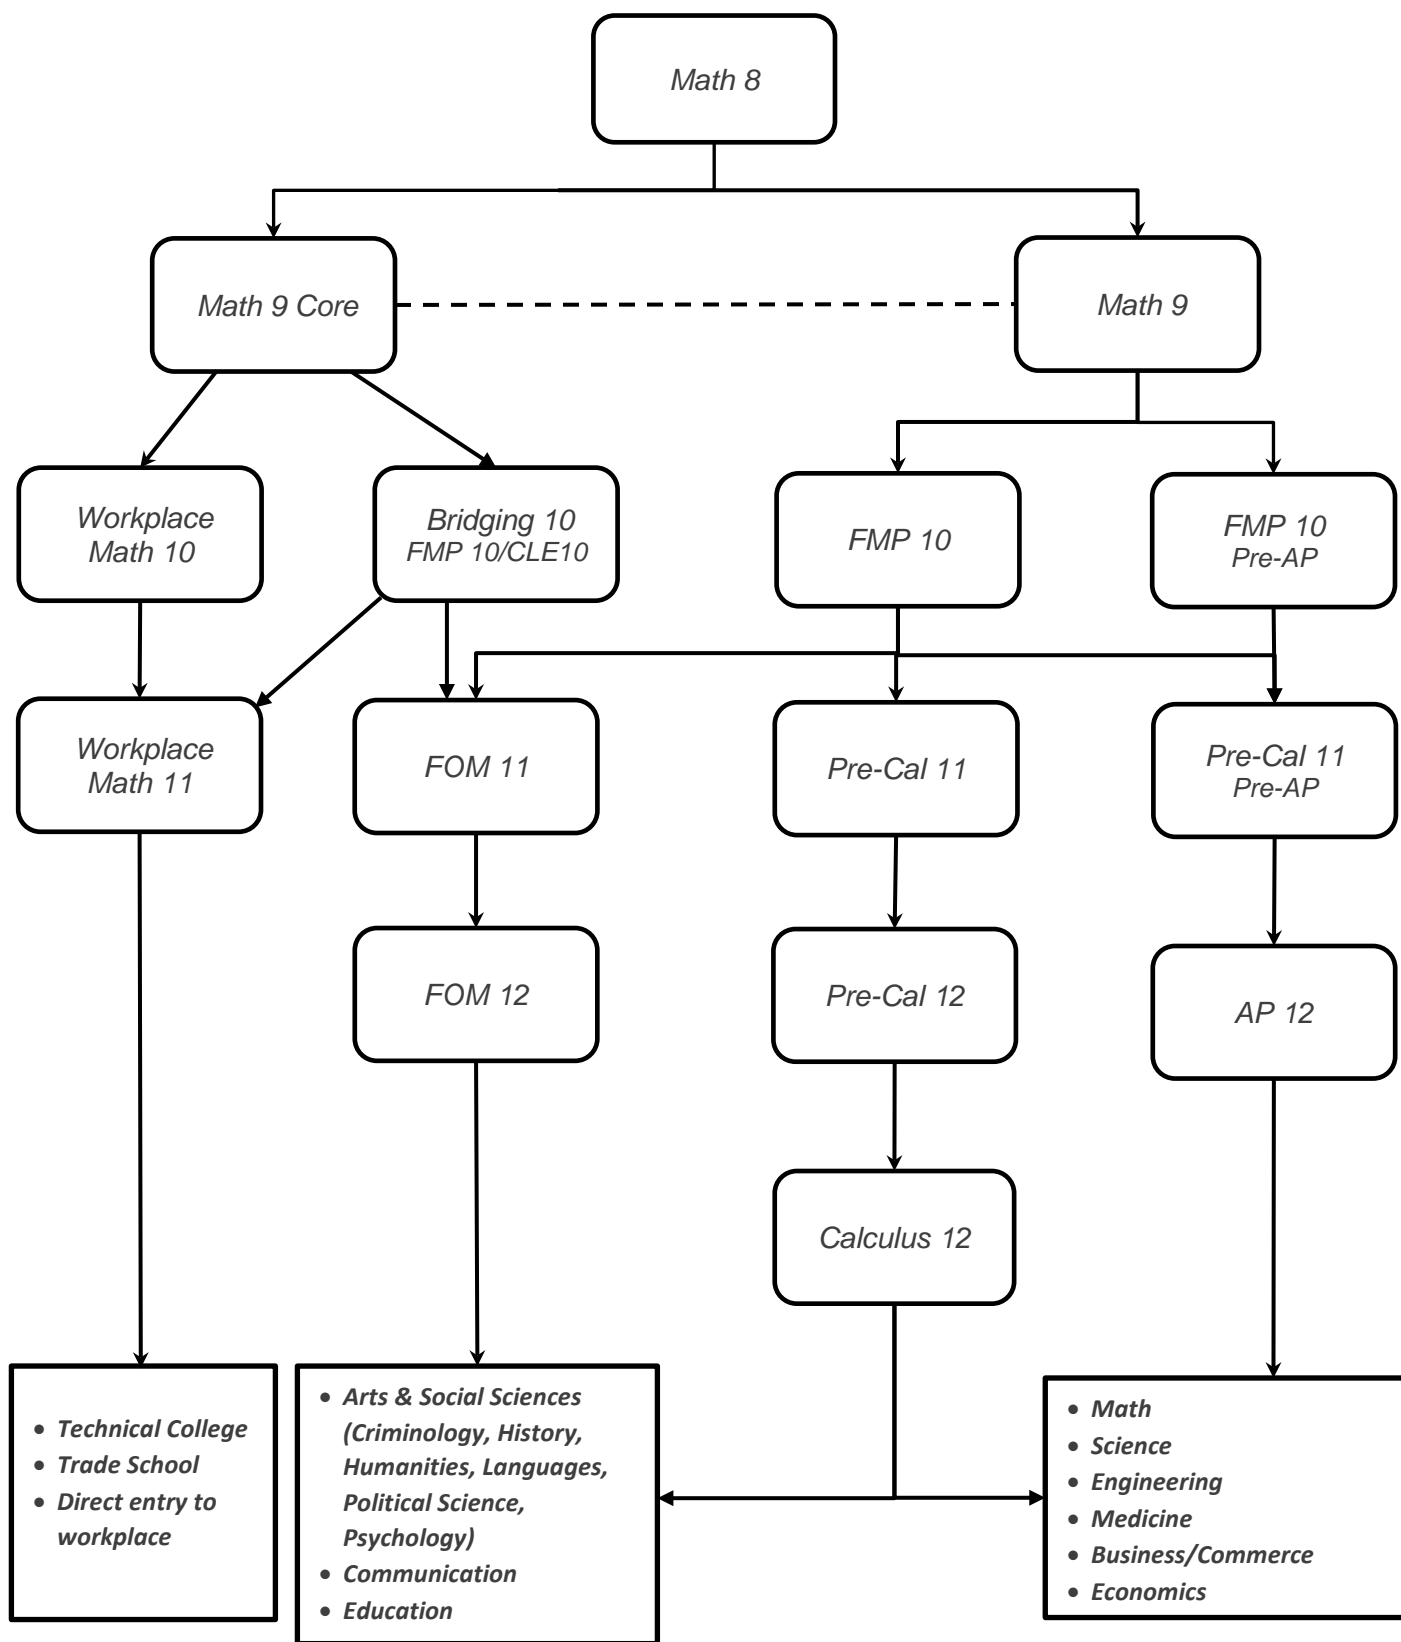 Math 8
Math 9 Core
Math 9
Workplace
Math 10
Bridging 10
FMP 10/CLE10
FMP 10
FMP 10
Pre-AP
Workplace
Math 11
FOM 11
Pre-Cal 11
Pre-Cal 11
Pre-AP
FOM 12
Pre-Cal 12
AP 12
Calculus 12
• Technical College
• Trade School
• Direct entry to
workplace
• Arts & Social Sciences
(Criminology, History,
Humanities, Languages,
Political Science,
Psychology)
• Communication
• Education
• Math
• Science
• Engineering
• Medicine
• Business/Commerce
• Economics